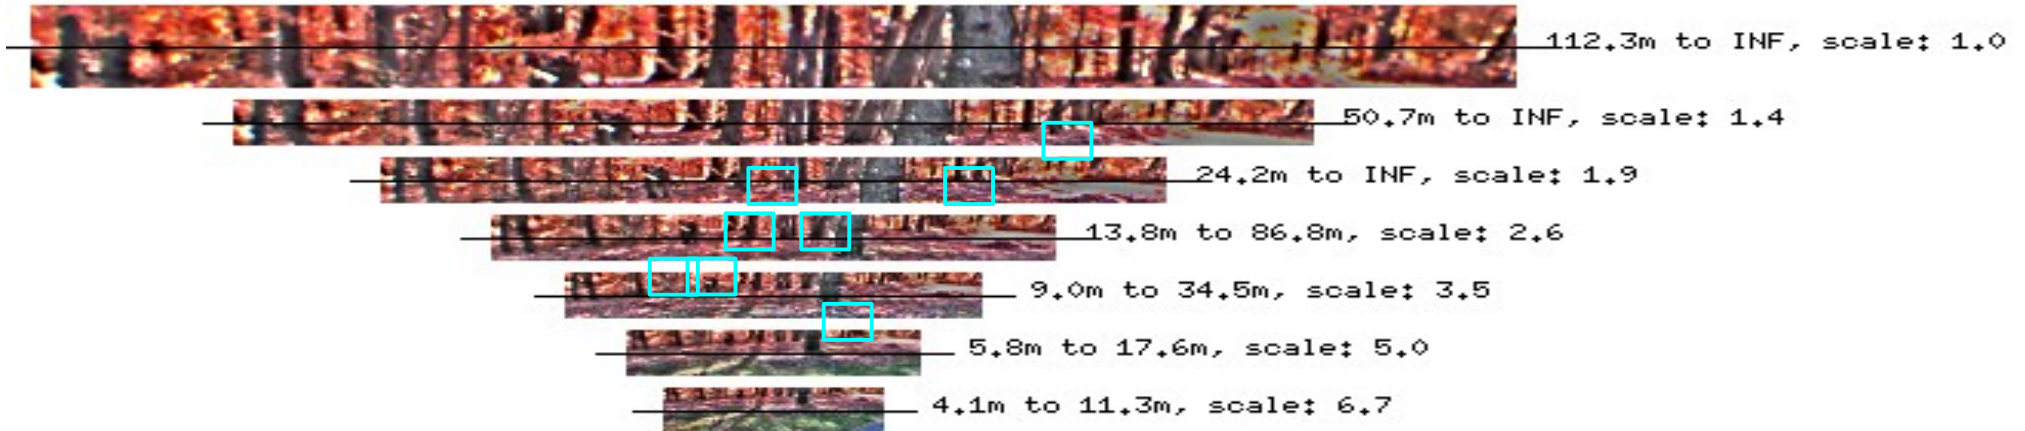 112.3m to INF, scale: 1.0
50.7m to INF, scale: 1.4
24.2m to INF, scale: 1.9
13.8m to 86.8m, scale: 2.6
9.0m to 34.5m, scale: 3.5
5.8m to 17.6m, scale: 5.0
4.1m to 11.3m, scale: 6.7